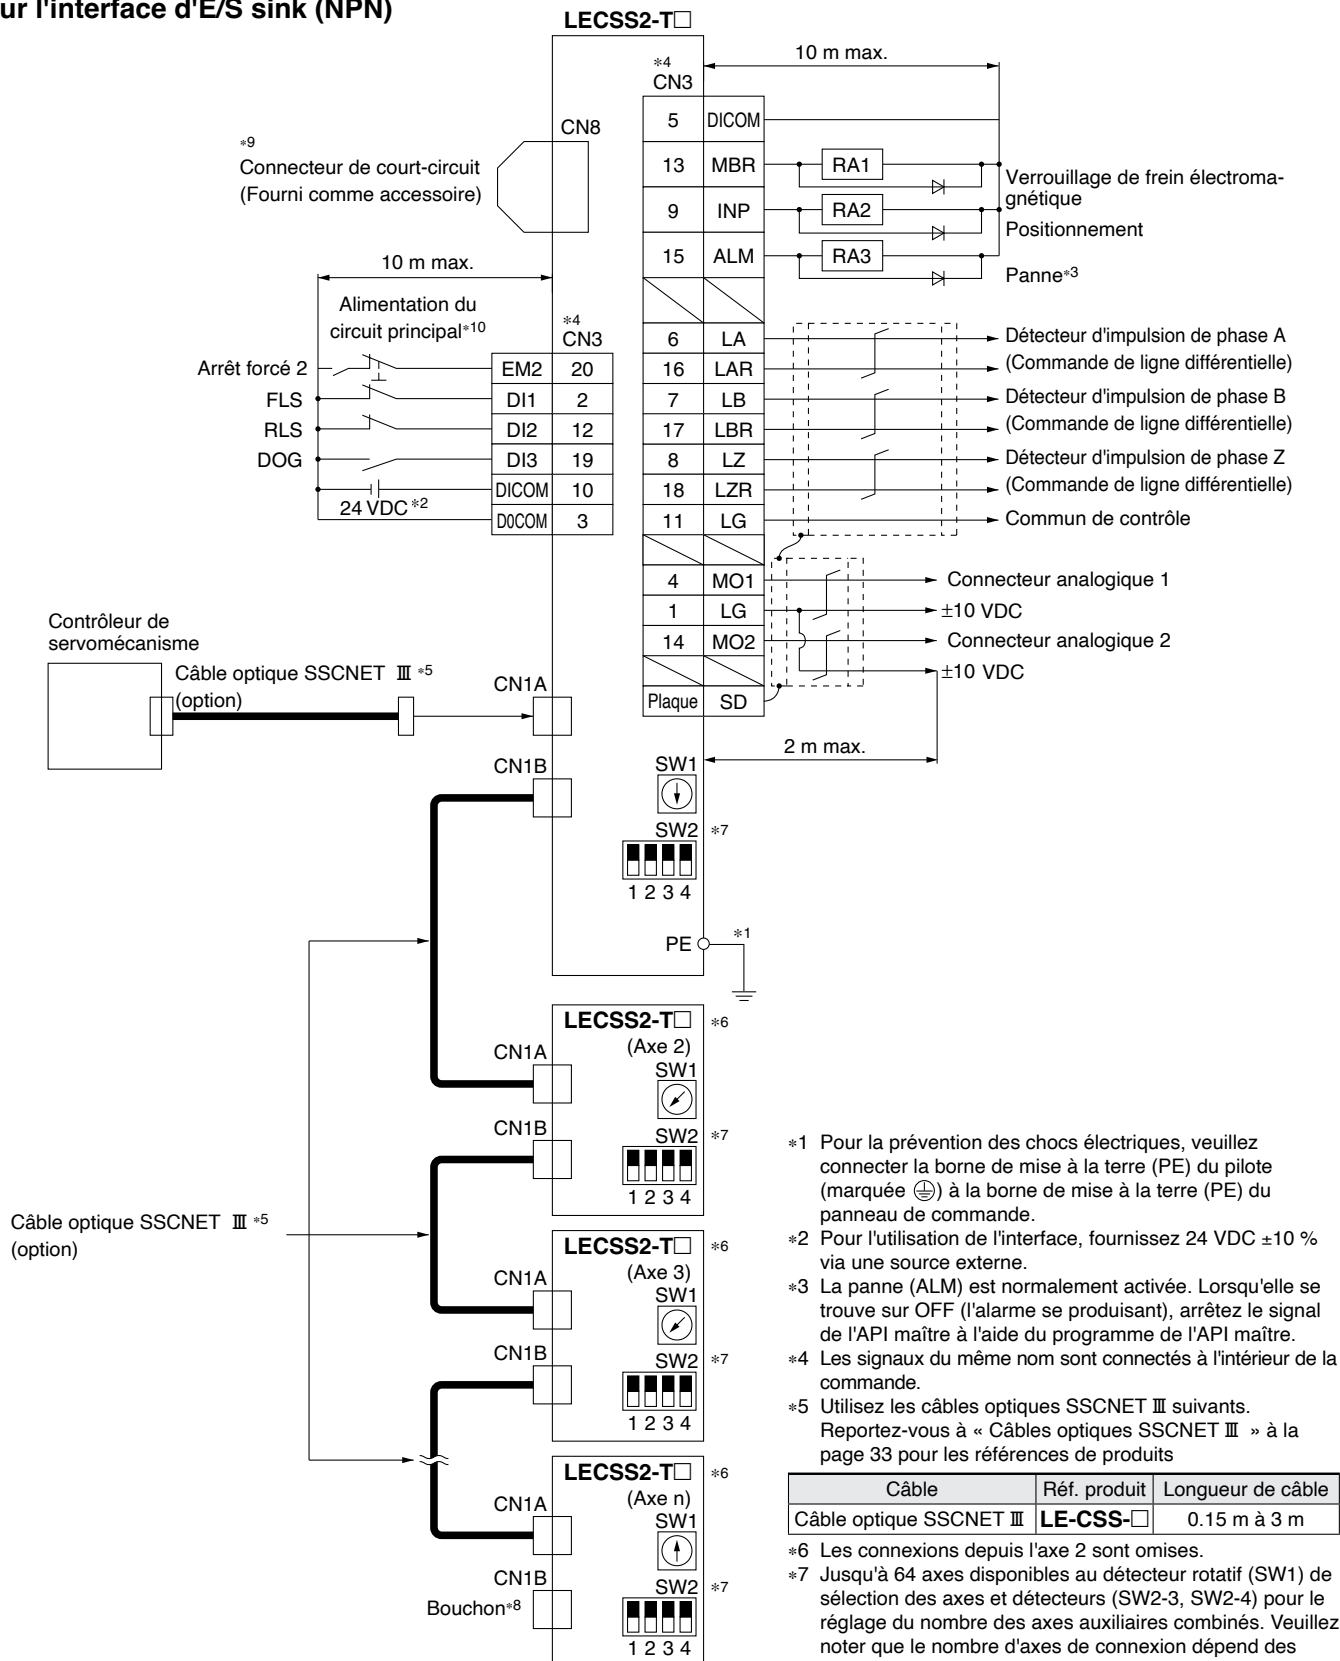 ur l'interface d'E/S sink (NPN)
LECSS2-T□
*4
CN3
10 m max.
5 DICOM
13 MBR RA1
9 INP RA2
15 ALM RA3
Verrouillage de frein électroma-
gnétique
Positionnement
Panne*3
CN8
*9
Connecteur de court-circuit
(Fourni comme accessoire)
10 m max.
Alimentation du
circuit principal*10
*4
CN3
Arrêt forcé 2 EM2 20
FLS DI1 2
RLS DI2 12
DOG DI3 19
DICOM 10
24 VDC*2
D0COM 3
6 LA Détecteur d'impulsion de phase A
16 LAR (Commande de ligne différentielle)
7 LB Détecteur d'impulsion de phase B
17 LBR (Commande de ligne différentielle)
8 LZ Détecteur d'impulsion de phase Z
18 LZR (Commande de ligne différentielle)
11 LG Commun de contrôle
4 MO1 Connecteur analogique 1
1 LG ±10 VDC
14 MO2 Connecteur analogique 2
±10 VDC
Plaque SD
2 m max.
Contrôleur de
servomécanisme
Câble optique SSCNET Ⅲ *5
(option)
CN1A
CN1B
SW1
SW2 *7
1 2 3 4
PE *1
LECSS2-T□ *6
(Axe 2)
CN1A
SW1
CN1B
SW2 *7
1 2 3 4
Câble optique SSCNET Ⅲ *5
(option)
LECSS2-T□ *6
(Axe 3)
CN1A
SW1
CN1B
SW2 *7
1 2 3 4
LECSS2-T□ *6
(Axe n)
CN1A
SW1
CN1B
Bouchon*8
SW2 *7
1 2 3 4
*1 Pour la prévention des chocs électriques, veuillez
connecter la borne de mise à la terre (PE) du pilote
(marquée ⏚) à la borne de mise à la terre (PE) du
panneau de commande.
*2 Pour l'utilisation de l'interface, fournissez 24 VDC ±10 %
via une source externe.
*3 La panne (ALM) est normalement activée. Lorsqu'elle se
trouve sur OFF (l'alarme se produisant), arrêtez le signal
de l'API maître à l'aide du programme de l'API maître.
*4 Les signaux du même nom sont connectés à l'intérieur de la
commande.
*5 Utilisez les câbles optiques SSCNET Ⅲ suivants.
Reportez-vous à « Câbles optiques SSCNET Ⅲ » à la
page 33 pour les références de produits
Câble Réf. produit Longueur de câble
Câble optique SSCNET Ⅲ LE-CSS-□ 0.15 m à 3 m
*6 Les connexions depuis l'axe 2 sont omises.
*7 Jusqu'à 64 axes disponibles au détecteur rotatif (SW1) de
sélection des axes et détecteurs (SW2-3, SW2-4) pour le
réglage du nombre des axes auxiliaires combinés. Veuillez
noter que le nombre d'axes de connexion dépend des